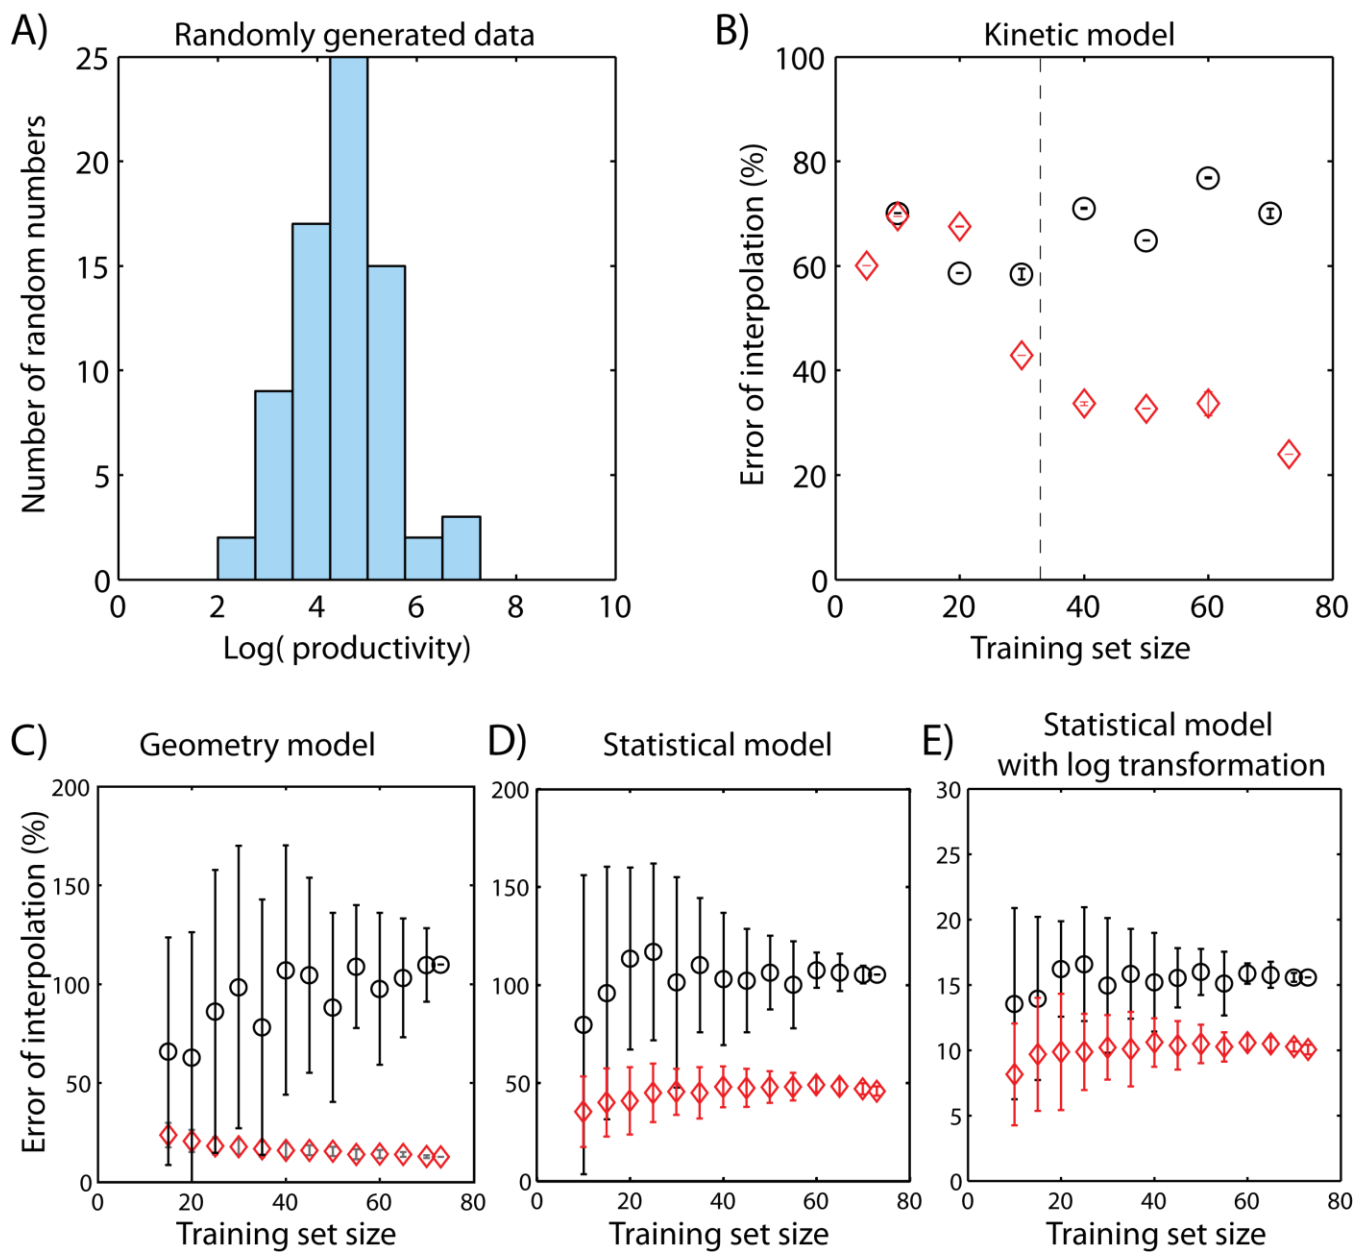 A)
Randomly generated data
25
20
15
10
5
0
0 2 4 6 8 10
Number of random numbers
Log( productivity)
B)
Kinetic model
100
80
60
40
20
0
0 20 40 60 80
Error of interpolation (%)
Training set size
C)
Geometry model
200
150
100
50
0
0 20 40 60 80
Error of interpolation (%)
Training set size
D)
Statistical model
200
150
100
50
0
0 20 40 60 80
Training set size
E)
Statistical model
with log transformation
30
25
20
15
10
5
0
0 20 40 60 80
Training set size